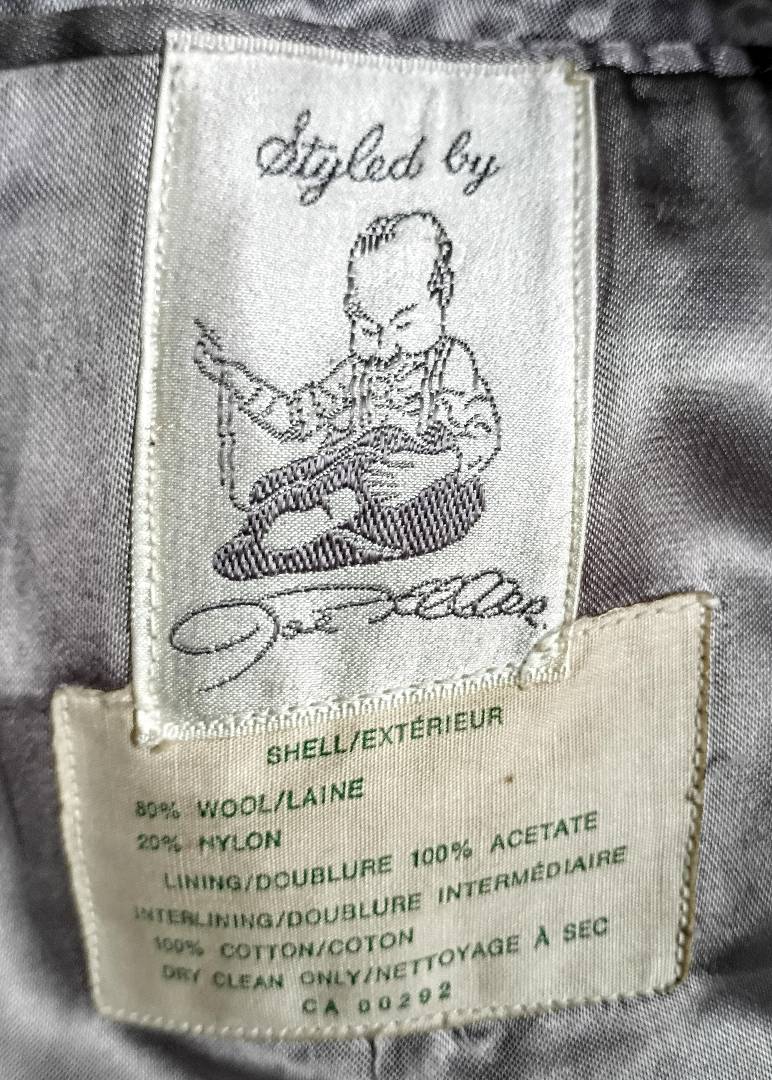 Styled by
Joe
SHELL/EXTÉRIEUR
80% WOOL/LAINE
20% NYLON
LINING/DOUBLURE 100% ACETATE
INTERLINING/DOUBLURE INTERMÉDIAIRE
100% COTTON/COTON
DRY CLEAN ONLY/NETTOYAGE À SEC
CA 00292